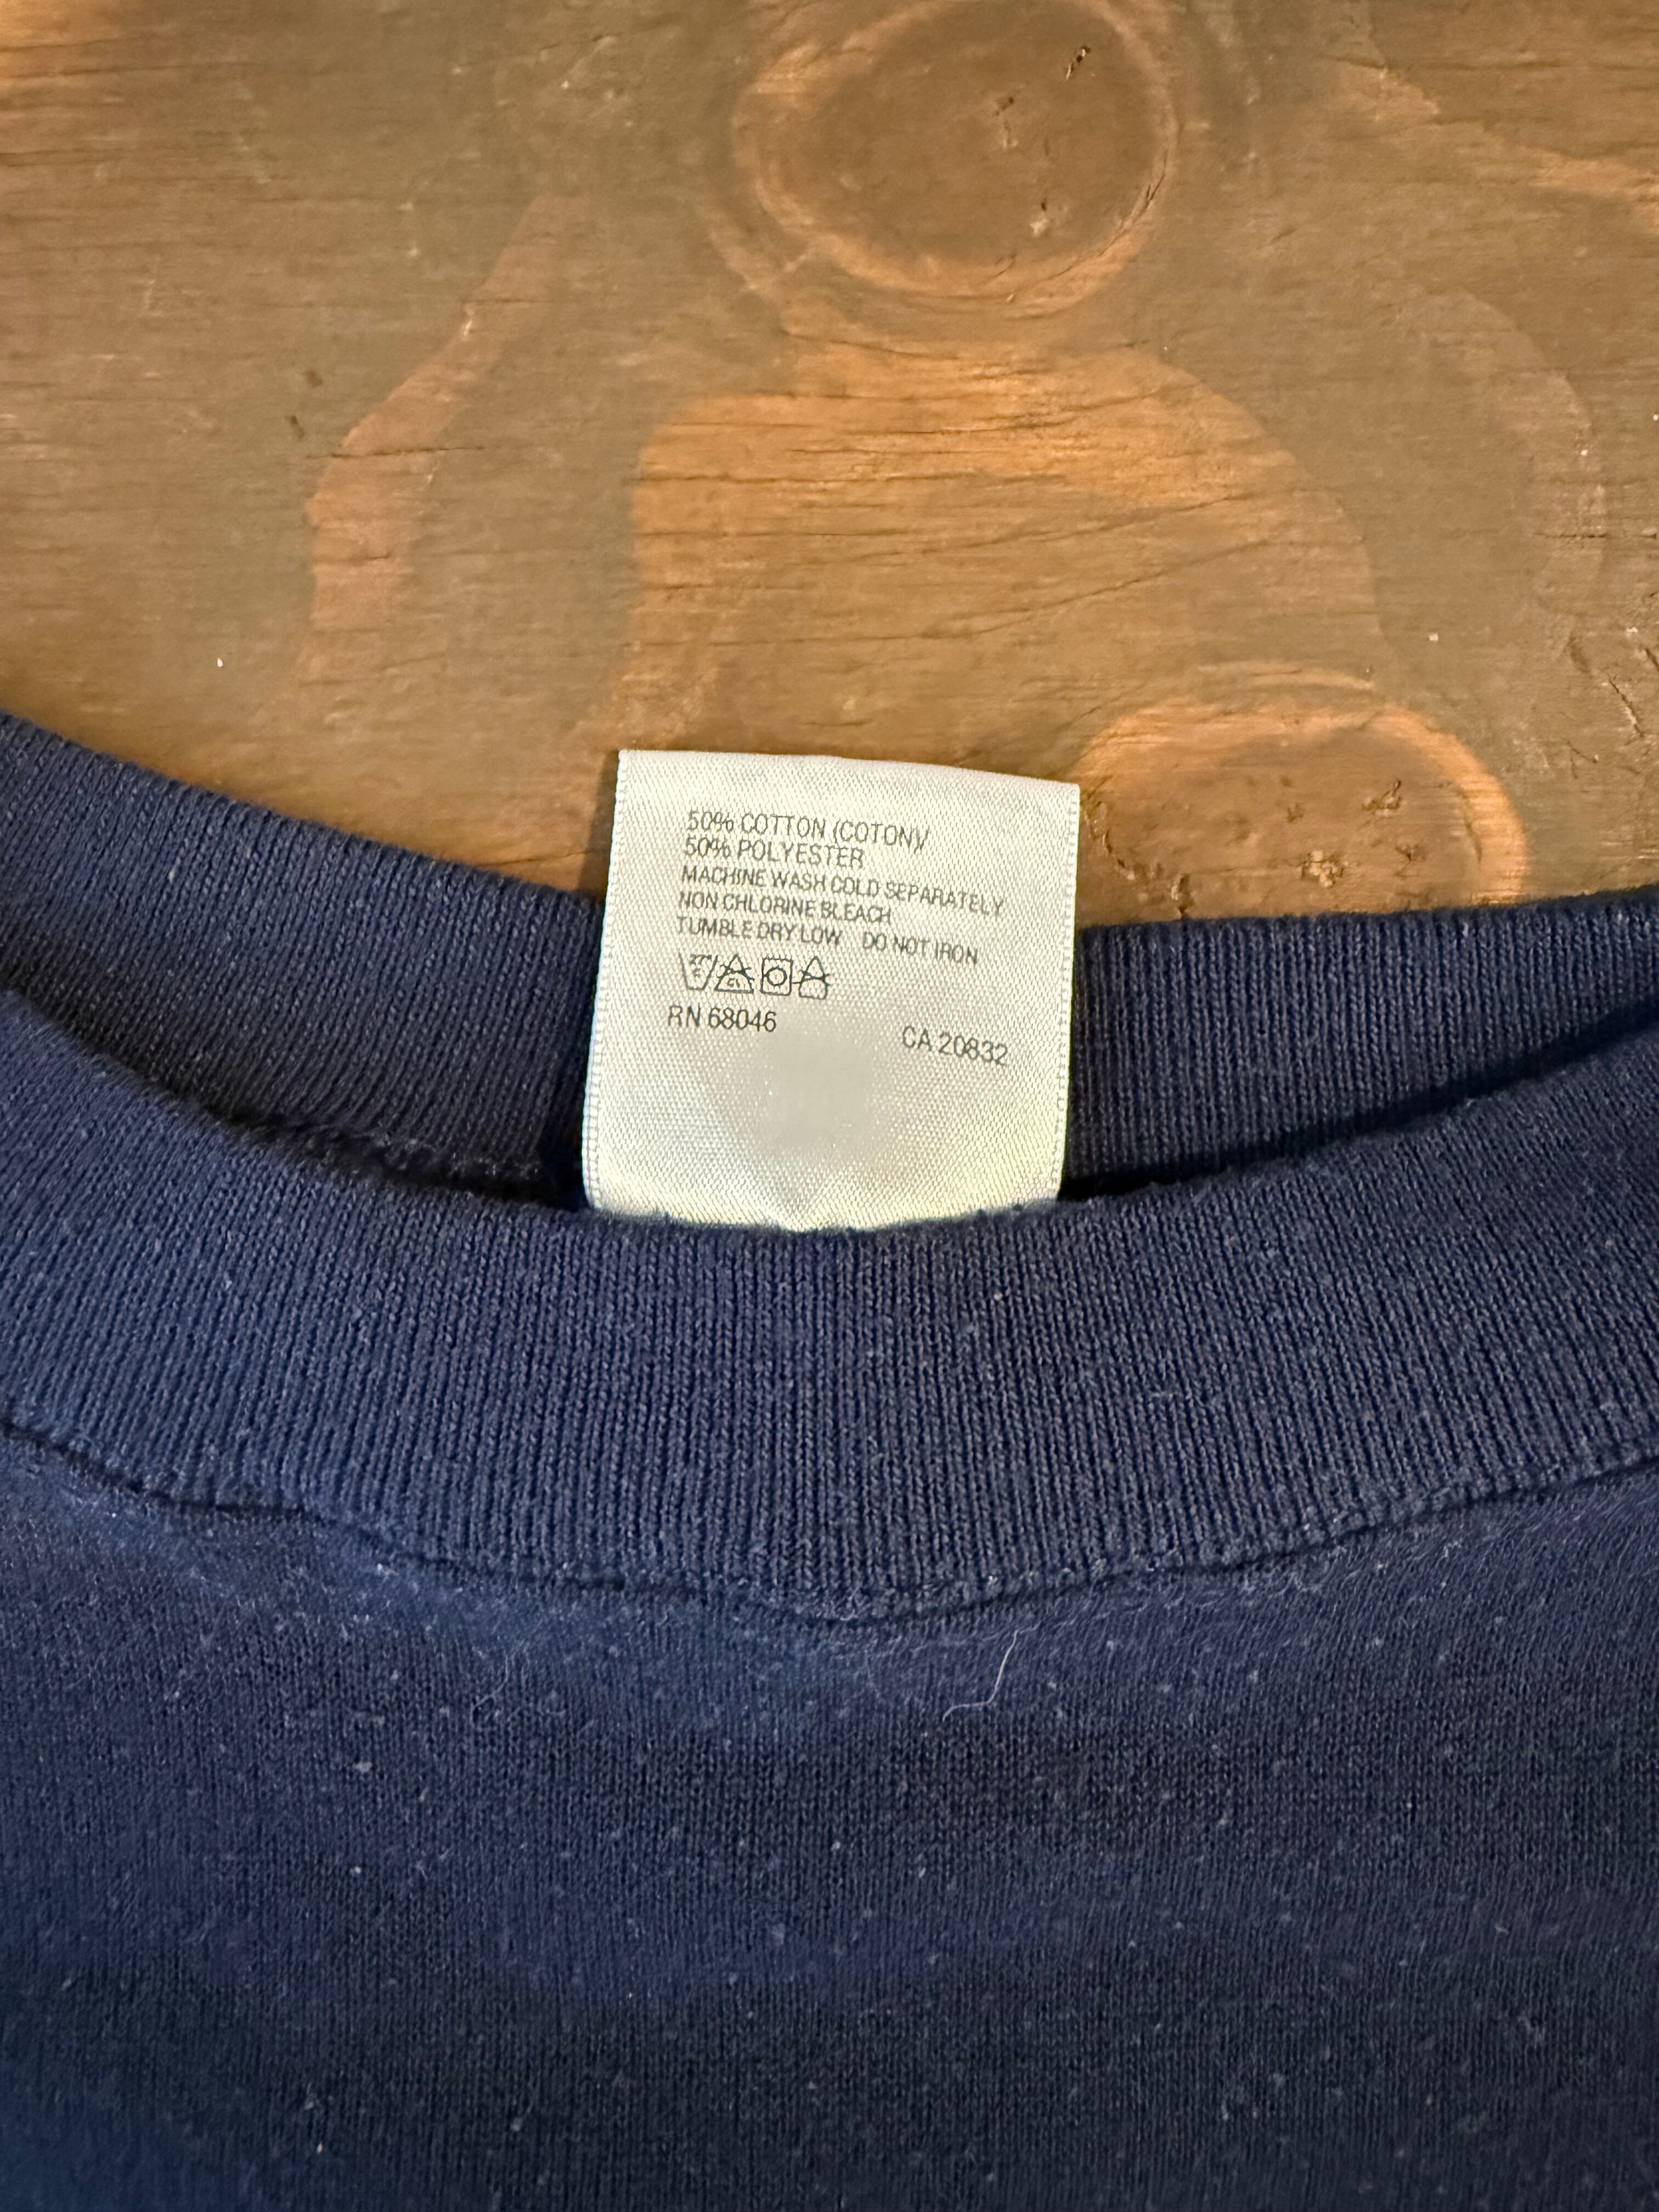 50% COTTON (COTON)/
50% POLYESTER
MACHINE WASH COLD SEPARATELY
NON CHLORINE BLEACH
TUMBLE DRY LOW DO NOT IRON
RN 68046
CA 20832